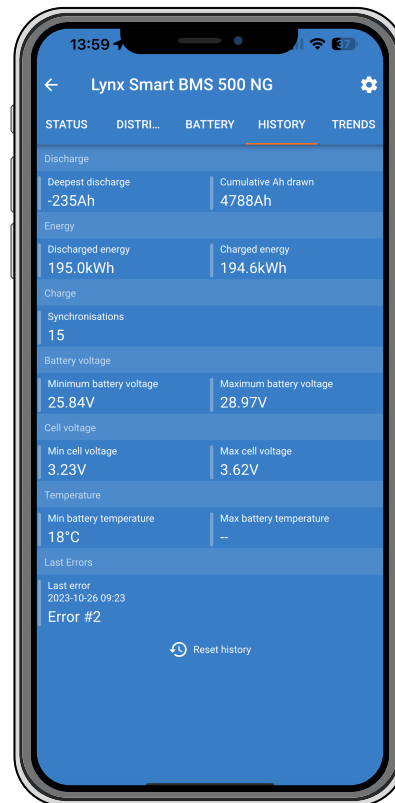 13:59
37
Lynx Smart BMS 500 NG
STATUS DISTRI... BATTERY HISTORY TRENDS
Discharge
Deepest discharge Cumulative Ah drawn
-235Ah 4788Ah
Energy
Discharged energy Charged energy
195.0kWh 194.6kWh
Charge
Synchronisations
15
Battery voltage
Minimum battery voltage Maximum battery voltage
25.84V 28.97V
Cell voltage
Min cell voltage Max cell voltage
3.23V 3.62V
Temperature
Min battery temperature Max battery temperature
18°C --
Last Errors
Last error
2023-10-26 09:23
Error #2
Reset history